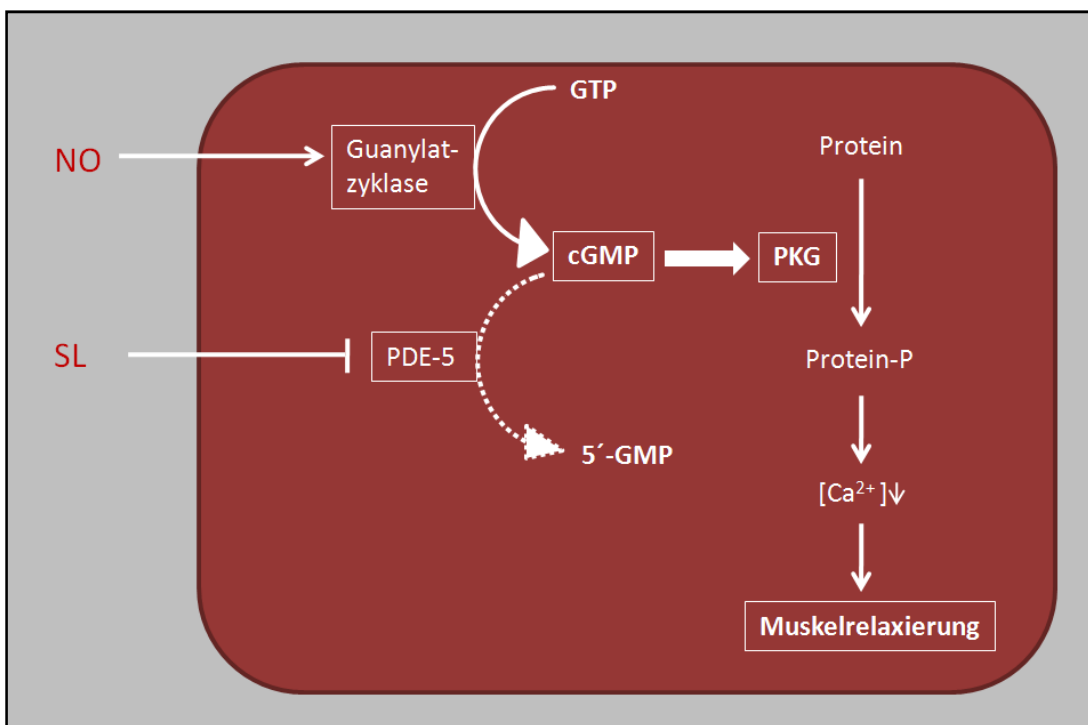 GTP
NO
Guanylat-
zyklase
Protein
cGMP
PKG
SL
PDE-5
Protein-P
5´-GMP
[Ca²⁺]↓
Muskelrelaxierung